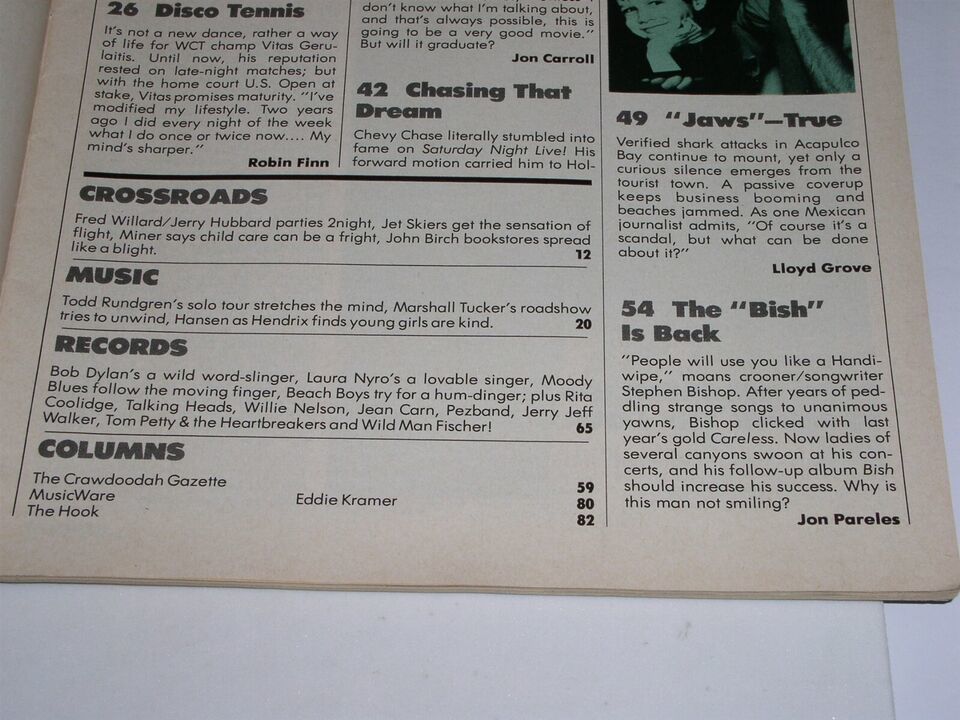 26 Disco Tennis
It's not a new dance, rather a way
of life for WCT champ Vitas Geru-
laitis. Until now, his reputation
rested on late-night matches; but
with the home court U.S. Open at
stake, Vitas promises maturity. "I've
modified my lifestyle. Two years
ago I did every night of the week
what I do once or twice now.... My
mind's sharper."
Robin Finn
don't know what I'm talking about,
and that's always possible, this is
going to be a very good movie."
But will it graduate?
Jon Carroll
42 Chasing That
Dream
Chevy Chase literally stumbled into
fame on Saturday Night Live! His
forward motion carried him to Hol-
49 "Jaws"—True
Verified shark attacks in Acapulco
Bay continue to mount, yet only a
curious silence emerges from the
tourist town. A passive coverup
keeps business booming and
beaches jammed. As one Mexican
journalist admits, "Of course it's a
scandal, but what can be done
about it?"
Lloyd Grove
54 The "Bish"
Is Back
"People will use you like a Handi-
wipe," moans crooner/songwriter
Stephen Bishop. After years of ped-
dling strange songs to unanimous
yawns, Bishop clicked with last
year's gold Careless. Now ladies of
several canyons swoon at his con-
certs, and his follow-up album Bish
should increase his success. Why is
this man not smiling?
Jon Pareles
CROSSROADS
Fred Willard/Jerry Hubbard parties 2night, Jet Skiers get the sensation of
flight, Miner says child care can be a fright, John Birch bookstores spread
like a blight. 12
MUSIC
Todd Rundgren's solo tour stretches the mind, Marshall Tucker's roadshow
tries to unwind, Hansen as Hendrix finds young girls are kind. 20
RECORDS
Bob Dylan's a wild word-slinger, Laura Nyro's a lovable singer, Moody
Blues follow the moving finger, Beach Boys try for a hum-dinger; plus Rita
Coolidge, Talking Heads, Willie Nelson, Jean Carn, Pezband, Jerry Jeff
Walker, Tom Petty & the Heartbreakers and Wild Man Fischer! 65
COLUMNS
The Crawdoodah Gazette 59
MusicWare Eddie Kramer 80
The Hook 82